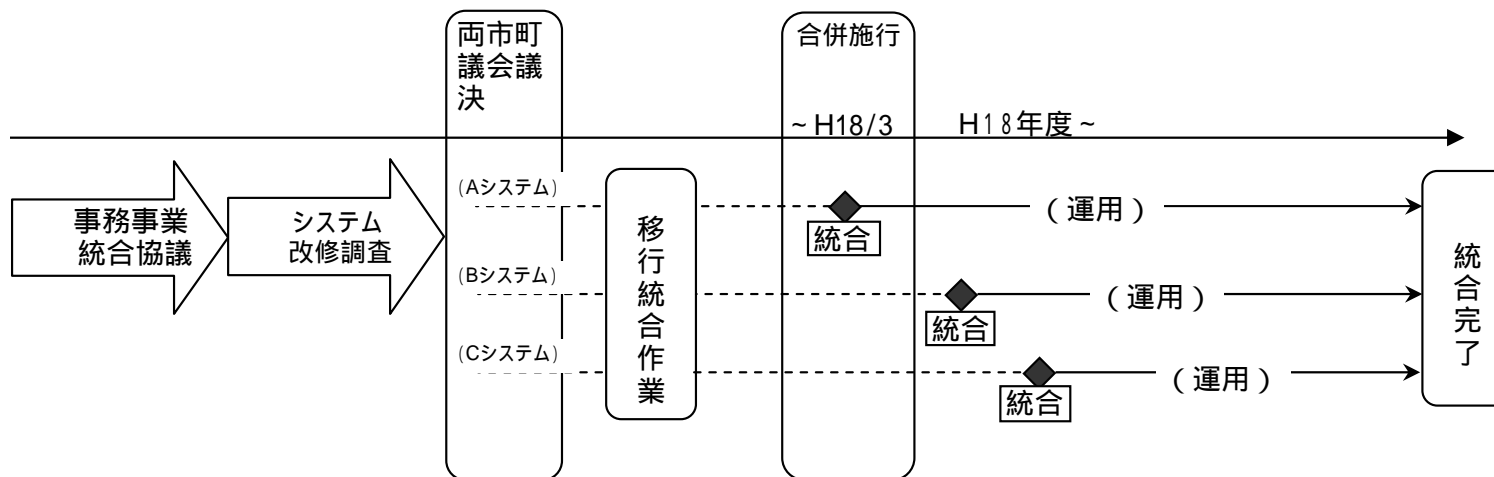 両市町
議会議
決
合併施行
~H18/3
H18年度~
事務事業
統合協議
システム
改修調査
(Aシステム)
(Bシステム)
(Cシステム)
移行統合作業
統合
(運用)
統合
(運用)
統合
(運用)
統合完了